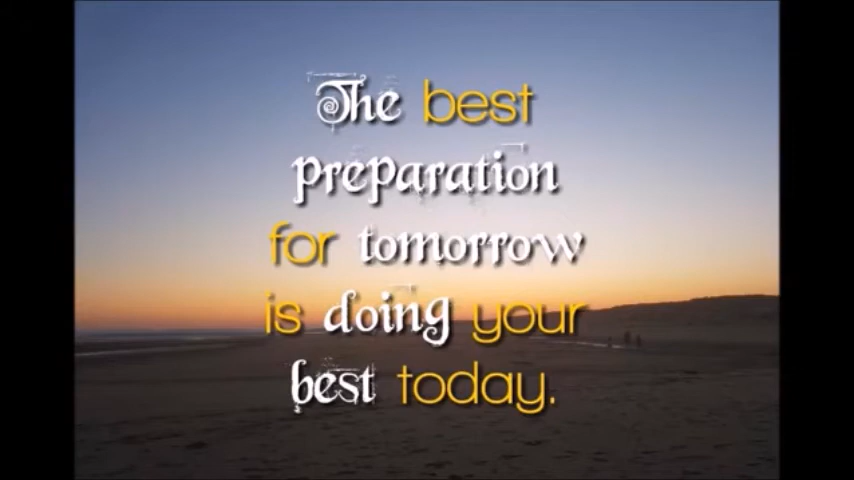 The best
preparation
for tomorrow
is doing your
best today.